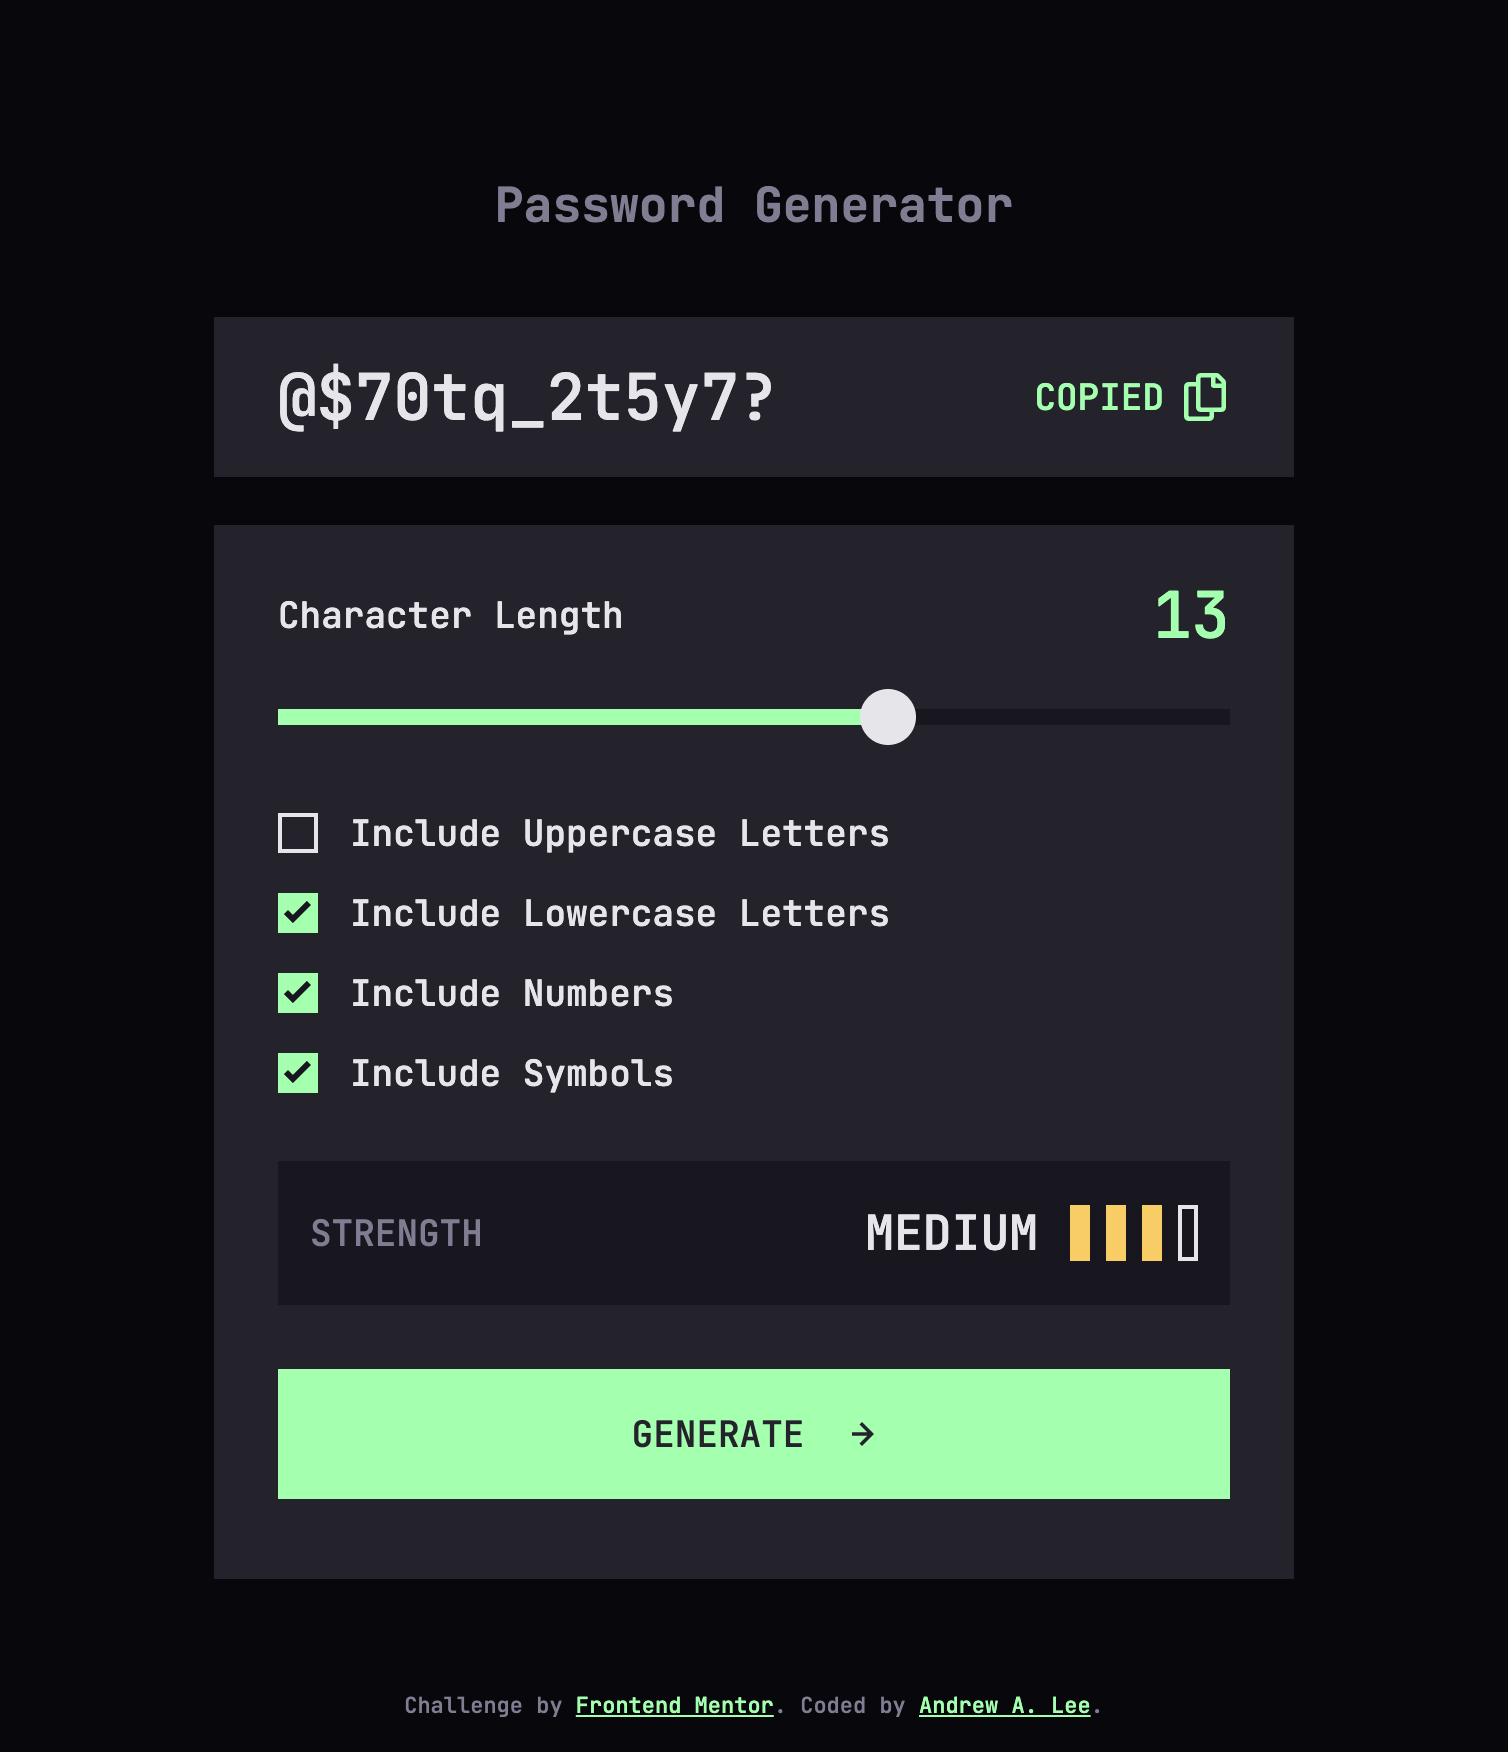 Password Generator
@$70tq_2t5y7?
COPIED
Character Length
13
Include Uppercase Letters
Include Lowercase Letters
Include Numbers
Include Symbols
STRENGTH
MEDIUM
GENERATE →
Challenge by Frontend Mentor. Coded by Andrew A. Lee.